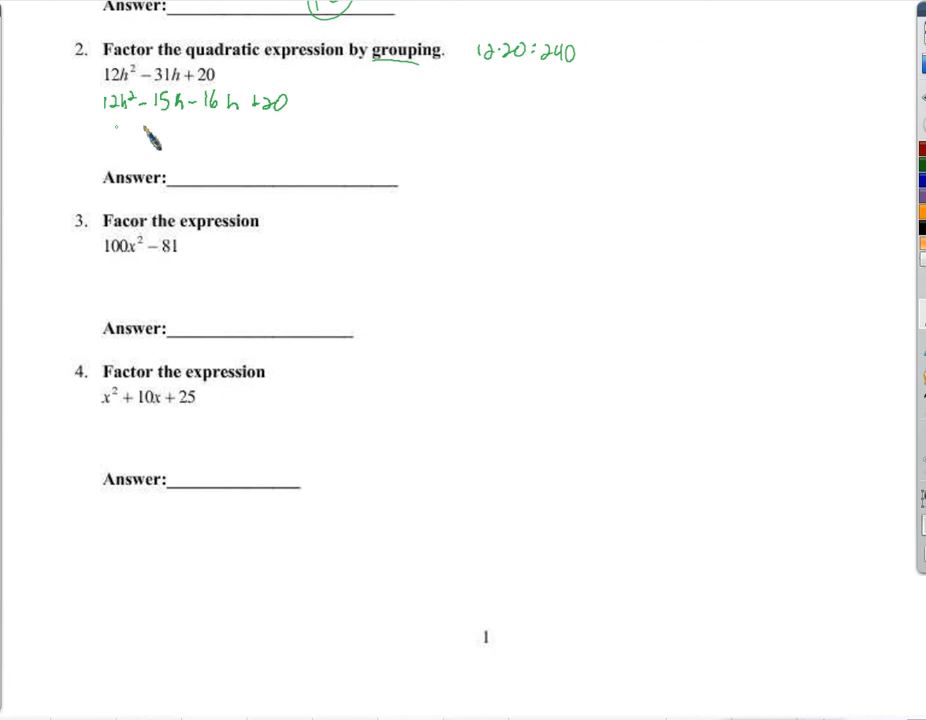 Answer:
2. Factor the quadratic expression by grouping. 12·20=240
12h² – 31h + 20
12h² - 15h - 16h +20
Answer:
3. Facor the expression
100x² – 81
Answer:
4. Factor the expression
x² + 10x + 25
Answer:
1